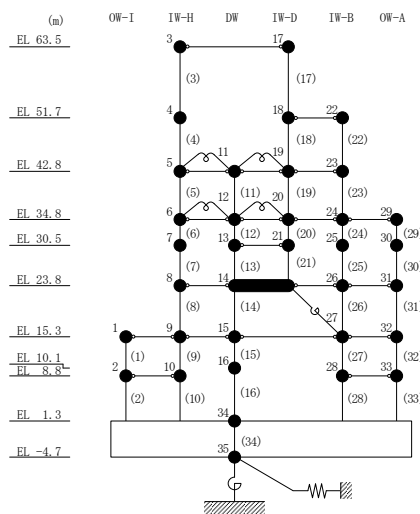 (m) OW-I IW-H DW IW-D IW-B OW-A
EL 63.5 3 17
(3) (17)
EL 51.7 4 18 22
(4) 11 19 (18) (22)
EL 42.8 5 23
(5) 12 (11) 20 (19) (23)
EL 34.8 6 24 29
(6) (12) (20) (24) (29)
EL 30.5 7 13 21 25 30
(7) (13) (21) (25) (30)
EL 23.8 8 14 26 31
(8) (14) (26) (31)
27
EL 15.3 1 9 15 32
(1) (9) (15) (27) (32)
EL 10.1 16
EL 8.8 2 10 28 33
(2) (10) (16) (28) (33)
EL 1.3 34
(34)
EL -4.7 35